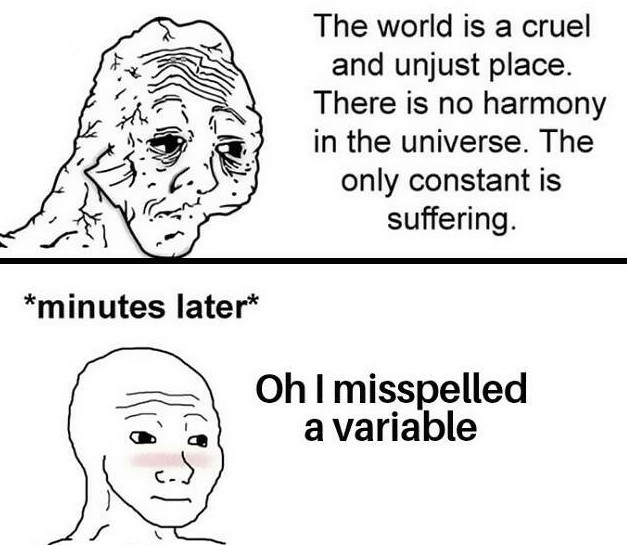 The world is a cruel
and unjust place.
There is no harmony
in the universe. The
only constant is
suffering.
*minutes later*
Oh I misspelled
a variable